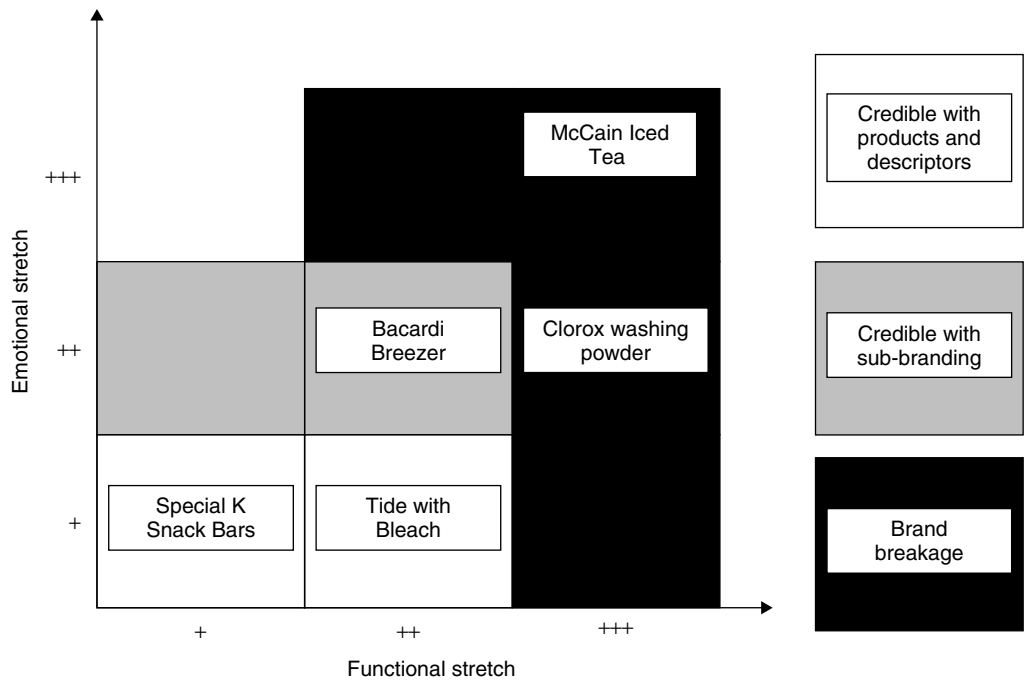 McCain Iced
Tea
Credible with
products and
descriptors
+++
Emotional stretch
++
Bacardi
Breezer
Clorox washing
powder
Credible with
sub-branding
+
Special K
Snack Bars
Tide with
Bleach
Brand
breakage
+
++
+++
Functional stretch